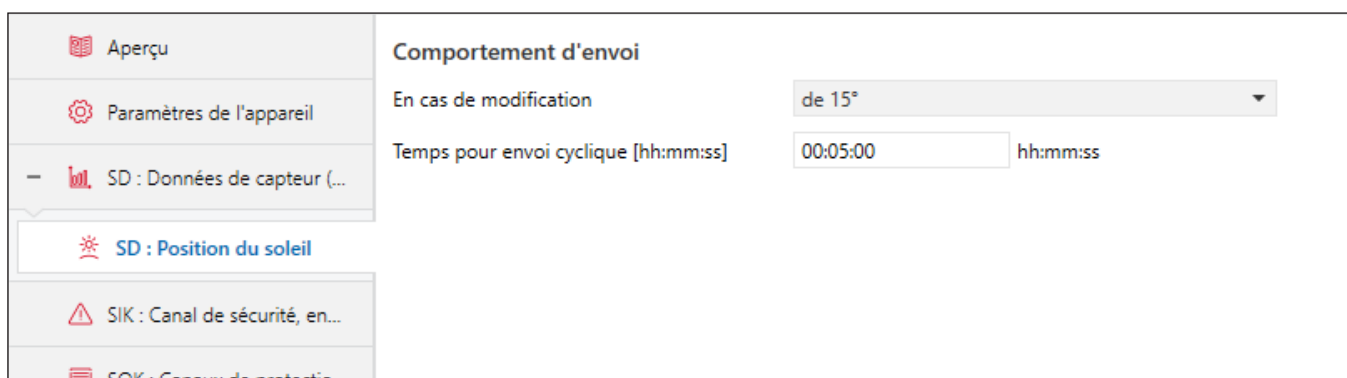 Aperçu
Paramètres de l'appareil
SD : Données de capteur (...
SD : Position du soleil
SIK : Canal de sécurité, en...
Comportement d'envoi
En cas de modification
de 15°
Temps pour envoi cyclique [hh:mm:ss]
00:05:00
hh:mm:ss